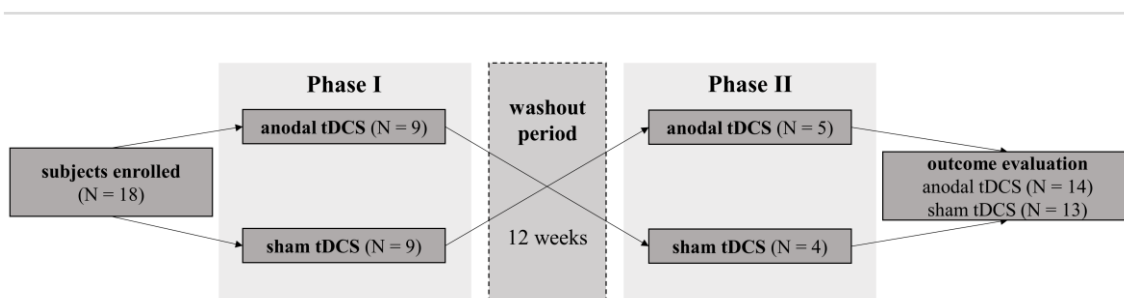 Phase I
anodal tDCS (N = 9)
sham tDCS (N = 9)
subjects enrolled
(N = 18)
washout
period
12 weeks
Phase II
anodal tDCS (N = 5)
sham tDCS (N = 4)
outcome evaluation
anodal tDCS (N = 14)
sham tDCS (N = 13)